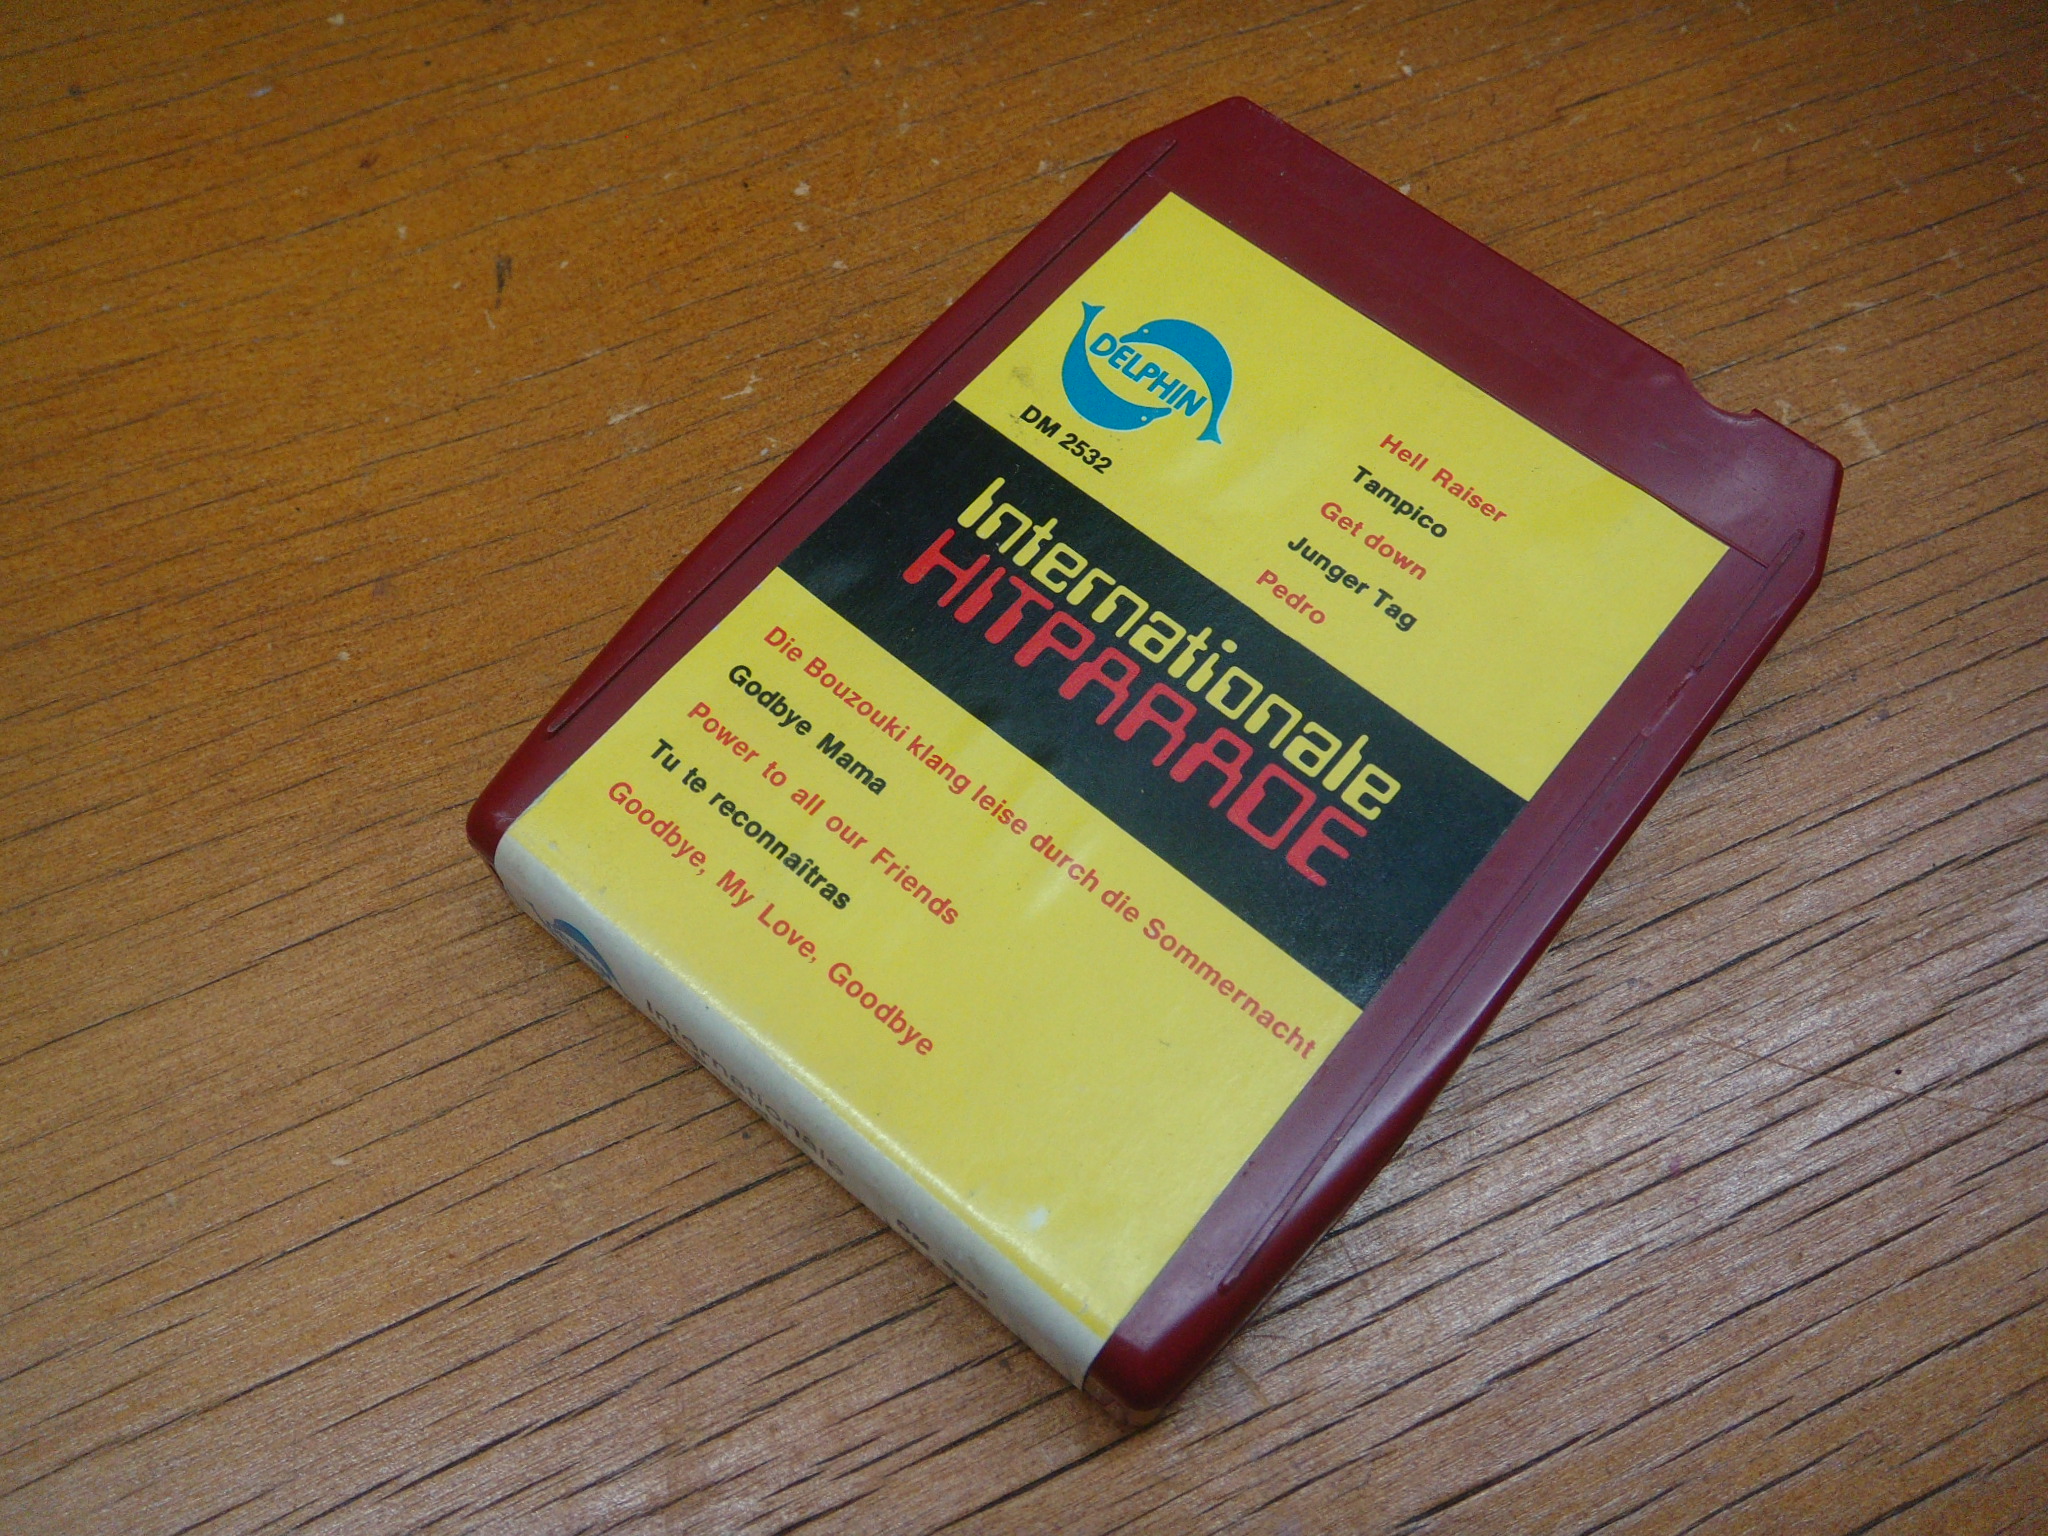 DELPHIN
DM 2532
Hell Raiser
Tampico
Get down
Junger Tag
Pedro
Internationale
HITPARADE
Die Bouzouki klang leise durch die Sommernacht
Godbye Mama
Power to all our Friends
Tu te reconnaîtras
Goodbye, My Love, Goodbye
Internationale